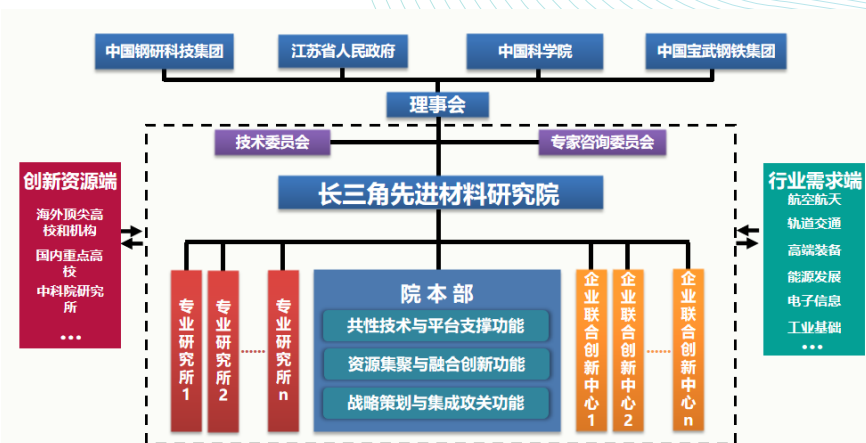 中国钢研科技集团
江苏省人民政府
中国科学院
中国宝武钢铁集团
理事会
技术委员会
专家咨询委员会
长三角先进材料研究院
创新资源端
海外顶尖高
校和机构
国内重点高
校
中科院研究
所
...
行业需求端
航空航天
轨道交通
高端装备
能源发展
电子信息
工业基础
...
专业研究所1
专业研究所2
......
专业研究所n
院本部
共性技术与平台支撑功能
资源集聚与融合创新功能
战略策划与集成攻关功能
企业联合创新中心1
企业联合创新中心2
......
企业联合创新中心n